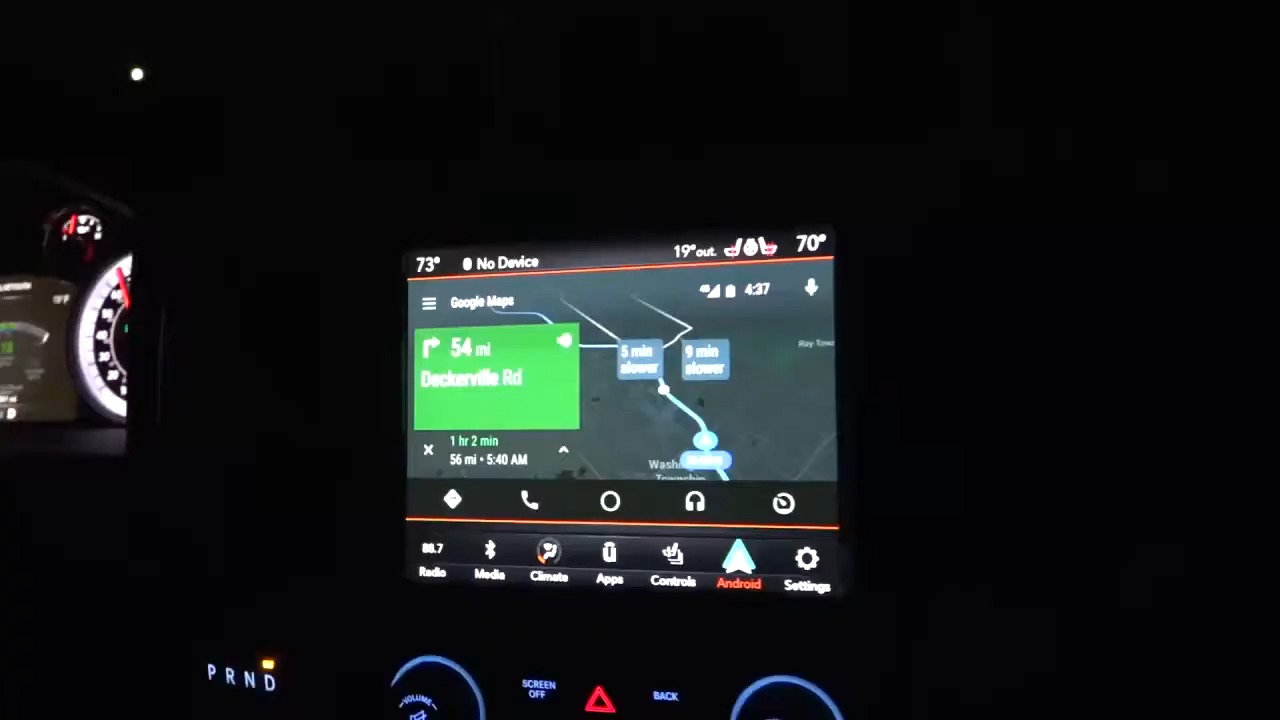 73° No Device 19°out. 70°
Google Maps 4:37
54 mi
Deckerville Rd
5 min
slower
9 min
slower
1 hr 2 min
56 mi • 5:40 AM
Township
88.7
Radio Media Climate Apps Controls Android Settings
P R N D
SCREEN
OFF
BACK
VOLUME